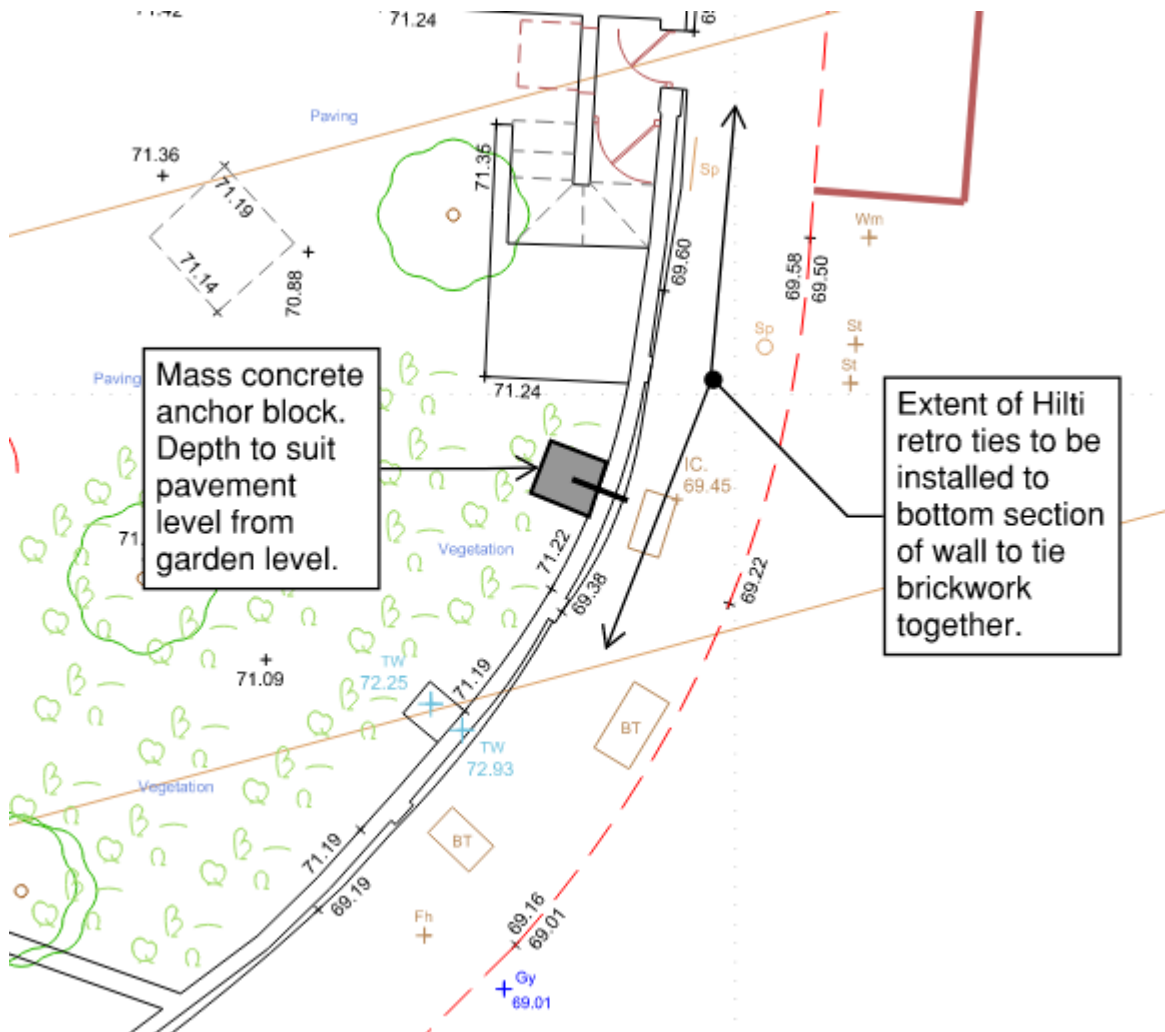 71.42
71.24
69
Paving
71.36
71.19
71.14
70.88
71.35
Sp
Wm
69.60
69.58
69.50
Sp
St
St
Paving
71.24
Mass concrete
anchor block.
Depth to suit
pavement
level from
garden level.
Extent of Hilti
retro ties to be
installed to
bottom section
of wall to tie
brickwork
together.
IC.
69.45
71.
Vegetation
71.22
69.38
69.22
71.09
TW
72.25
71.19
TW
72.93
BT
Vegetation
71.19
BT
69.19
Fh
69.16
69.01
Gy
69.01